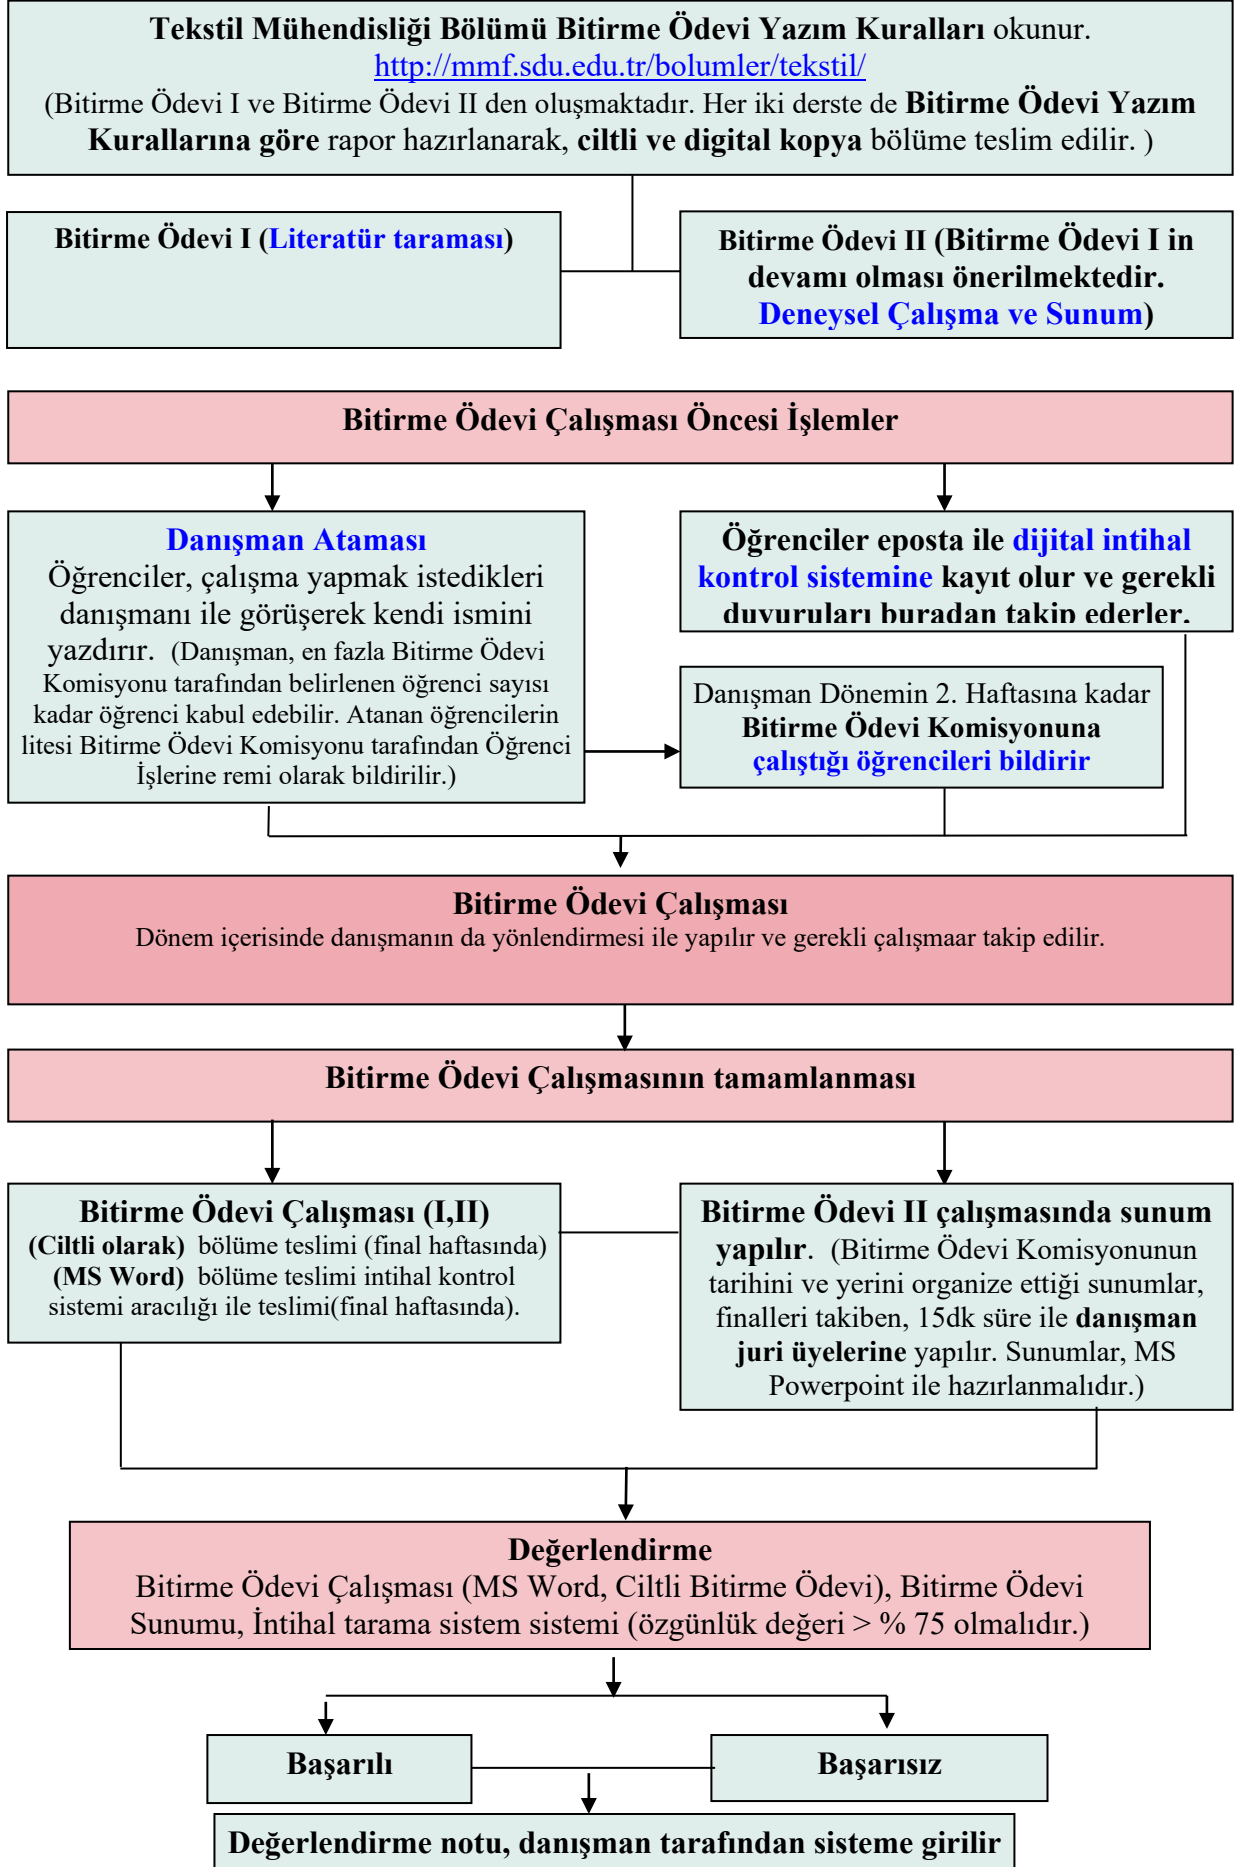 Tekstil Mühendisliği Bölümü Bitirme Ödevi Yazım Kuralları okunur.
http://mmf.sdu.edu.tr/bolumler/tekstil/
(Bitirme Ödevi I ve Bitirme Ödevi II den oluşmaktadır. Her iki derste de Bitirme Ödevi Yazım
Kurallarına göre rapor hazırlanarak, ciltli ve digital kopya bölüme teslim edilir. )
Bitirme Ödevi I (Literatür taraması)
Bitirme Ödevi II (Bitirme Ödevi I in
devamı olması önerilmektedir.
Deneysel Çalışma ve Sunum)
Bitirme Ödevi Çalışması Öncesi İşlemler
Danışman Ataması
Öğrenciler, çalışma yapmak istedikleri
danışmanı ile görüşerek kendi ismini
yazdırır. (Danışman, en fazla Bitirme Ödevi
Komisyonu tarafından belirlenen öğrenci sayısı
kadar öğrenci kabul edebilir. Atanan öğrencilerin
litesi Bitirme Ödevi Komisyonu tarafından Öğrenci
İşlerine remi olarak bildirilir.)
Öğrenciler eposta ile dijital intihal
kontrol sistemine kayıt olur ve gerekli
duyuruları buradan takip ederler.
Danışman Dönemin 2. Haftasına kadar
Bitirme Ödevi Komisyonuna
çalıştığı öğrencileri bildirir
Bitirme Ödevi Çalışması
Dönem içerisinde danışmanın da yönlendirmesi ile yapılır ve gerekli çalışmaar takip edilir.
Bitirme Ödevi Çalışmasının tamamlanması
Bitirme Ödevi Çalışması (I,II)
(Ciltli olarak) bölüme teslimi (final haftasında)
(MS Word) bölüme teslimi intihal kontrol
sistemi aracılığı ile teslimi(final haftasında).
Bitirme Ödevi II çalışmasında sunum
yapılır. (Bitirme Ödevi Komisyonunun
tarihini ve yerini organize ettiği sunumlar,
finalleri takiben, 15dk süre ile danışman
juri üyelerine yapılır. Sunumlar, MS
Powerpoint ile hazırlanmalıdır.)
Değerlendirme
Bitirme Ödevi Çalışması (MS Word, Ciltli Bitirme Ödevi), Bitirme Ödevi
Sunumu, İntihal tarama sistem sistemi (özgünlük değeri > % 75 olmalıdır.)
Başarılı
Başarısız
Değerlendirme notu, danışman tarafından sisteme girilir